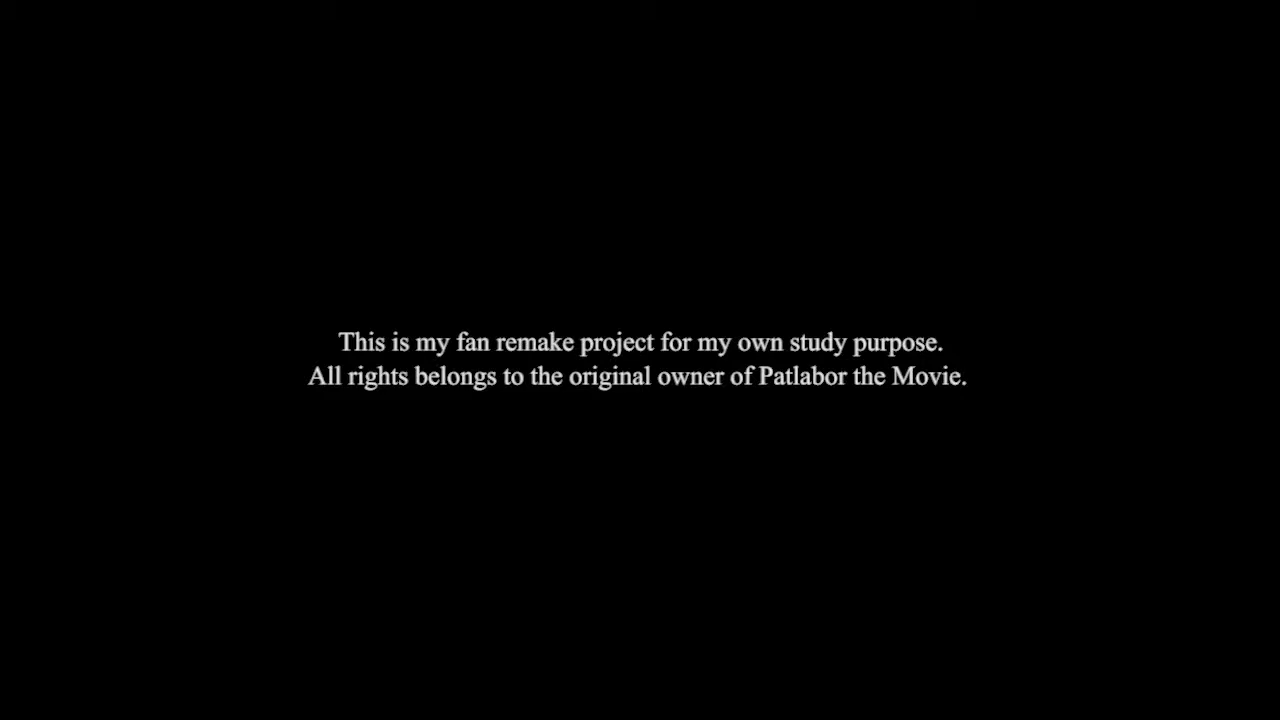 This is my fan remake project for my own study purpose.
All rights belongs to the original owner of Patlabor the Movie.